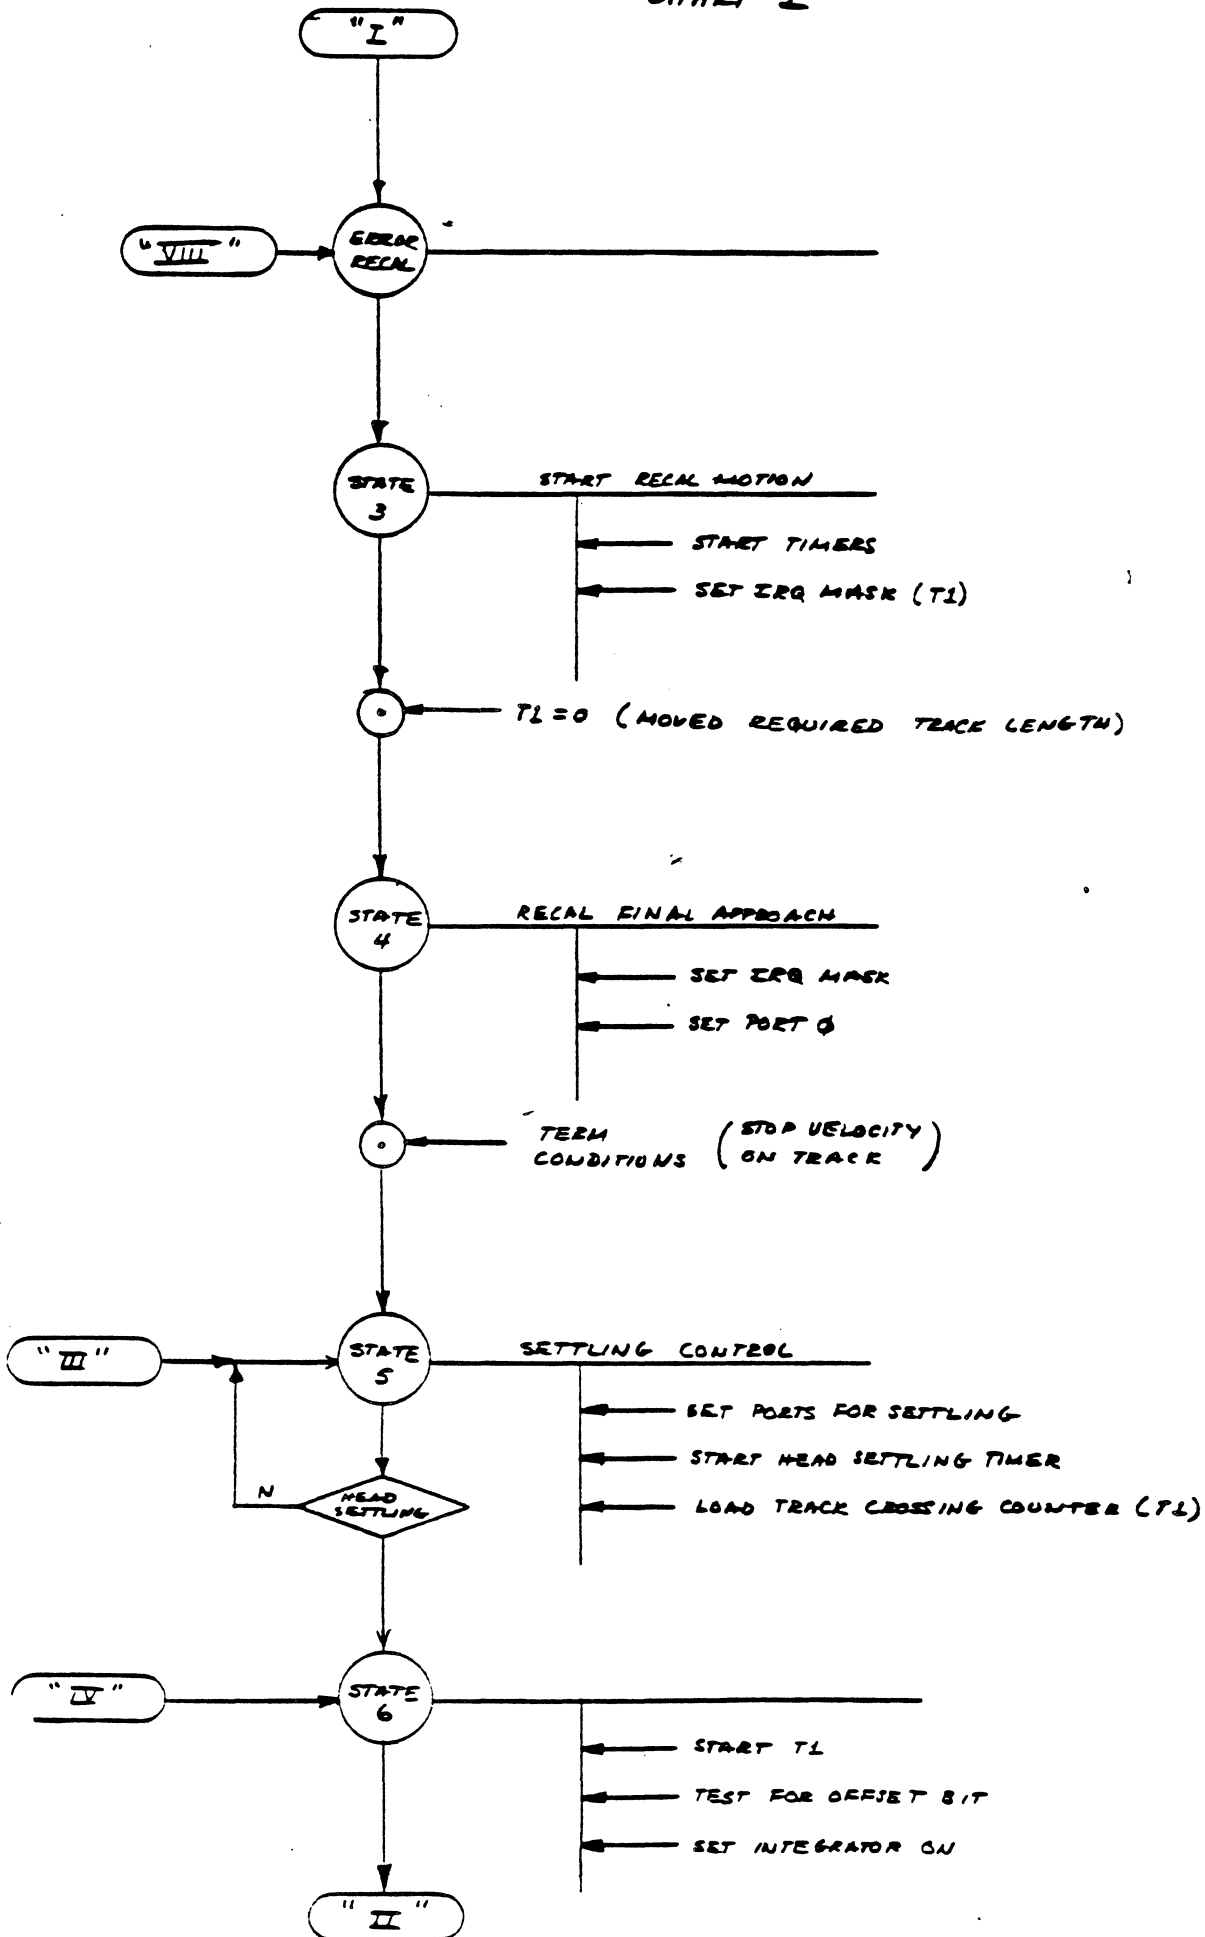 CHART I
"I"
"VIII"
ERROR
RECAL
STATE
3
START RECAL MOTION
START TIMERS
SET IRQ MASK (T1)
T1=0 (MOVED REQUIRED TRACK LENGTH)
STATE
4
RECAL FINAL APPROACH
SET IRQ MASK
SET PORT Ø
TERM
CONDITIONS
(STOP VELOCITY
ON TRACK)
"III"
STATE
5
SETTLING CONTROL
SET PORTS FOR SETTLING
START HEAD SETTLING TIMER
LOAD TRACK CROSSING COUNTER (T1)
N
HEAD
SETTLING
"IV"
STATE
6
START T1
TEST FOR OFFSET BIT
SET INTEGRATOR ON
"II"